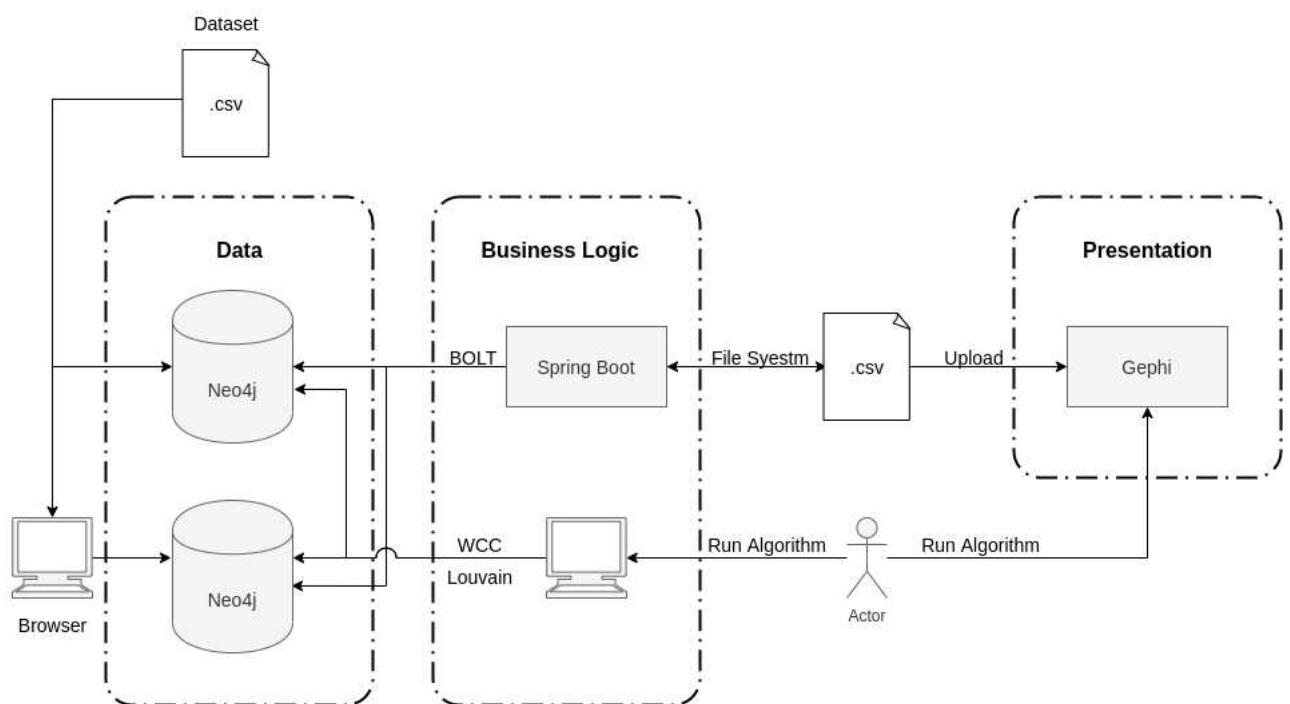 Dataset
.csv
Data
Business Logic
Presentation
BOLT
Spring Boot
File Syestm
.csv
Upload
Gephi
Neo4j
WCC
Run Algorithm
Run Algorithm
Louvain
Neo4j
Browser
Actor